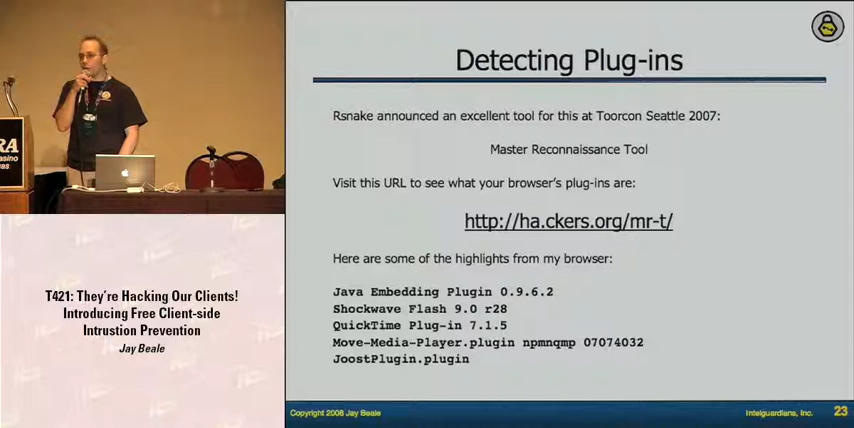 RA
asino
as
T421: They're Hacking Our Clients!
Introducing Free Client-side
Intrustion Prevention
Jay Beale
Detecting Plug-ins
Rsnake announced an excellent tool for this at Toorcon Seattle 2007:
Master Reconnaissance Tool
Visit this URL to see what your browser's plug-ins are:
http://ha.ckers.org/mr-t/
Here are some of the highlights from my browser:
Java Embedding Plugin 0.9.6.2
Shockwave Flash 9.0 r28
QuickTime Plug-in 7.1.5
Move-Media-Player.plugin npmnqmp 07074032
JoostPlugin.plugin
Copyright 2008 Jay Beale
Intelguardians, Inc.
23